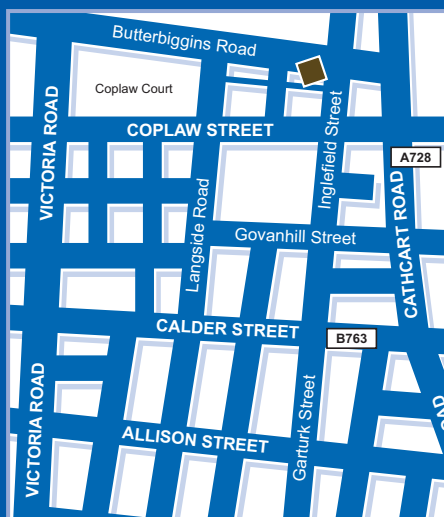 Butterbiggins Road
Coplaw Court
VICTORIA ROAD
COPLAW STREET
Inglefield Street
A728
Langside Road
Govanhill Street
CATHCART ROAD
CALDER STREET
B763
VICTORIA ROAD
ALLISON STREET
Garturk Street